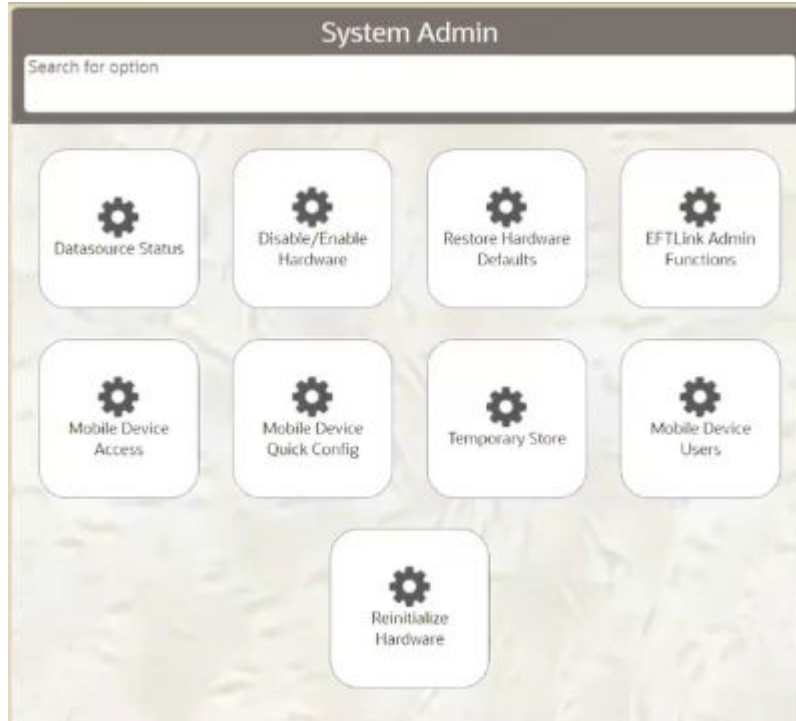 System Admin
Search for option
Datasource Status
Disable/Enable
Hardware
Restore Hardware
Defaults
EFTLink Admin
Functions
Mobile Device
Access
Mobile Device
Quick Config
Temporary Store
Mobile Device
Users
Reinitialize
Hardware